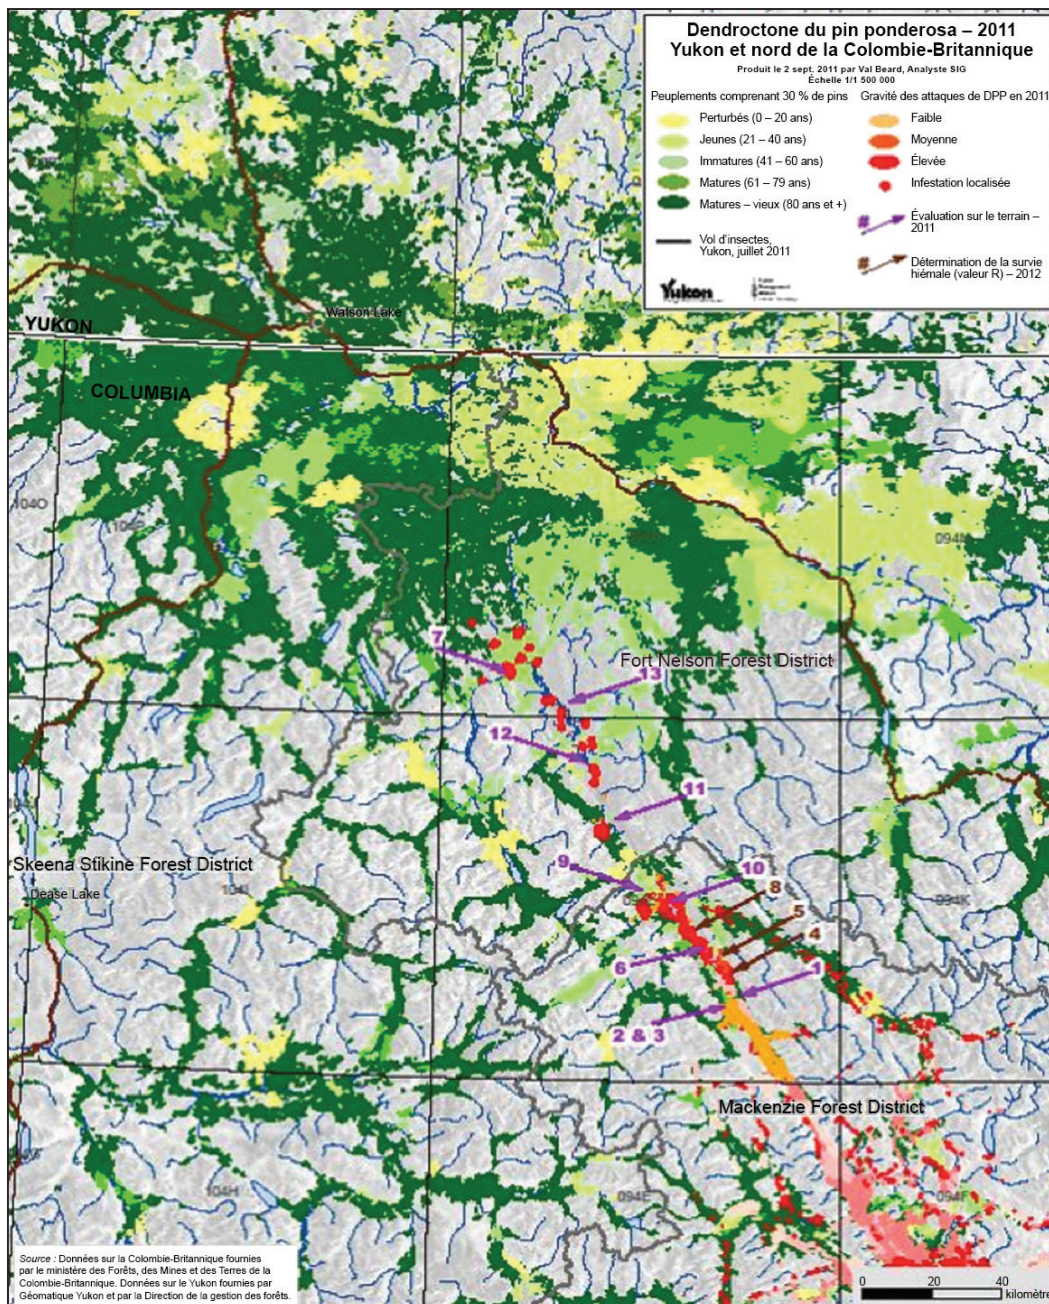 Dendroctone du pin ponderosa – 2011
Yukon et nord de la Colombie-Britannique
Produit le 2 sept. 2011 par Val Beard, Analyste SIG
Échelle 1/1 500 000
Peuplements comprenant 30 % de pins
Perturbés (0 – 20 ans)
Jeunes (21 – 40 ans)
Immatures (41 – 60 ans)
Matures (61 – 79 ans)
Matures – vieux (80 ans et +)
Vol d'insectes,
Yukon, juillet 2011
Gravité des attaques de DPP en 2011
Faible
Moyenne
Élevée
Infestation localisée
# Évaluation sur le terrain –
2011
# Détermination de la survie
hiémale (valeur R) – 2012
Yukon
Watson Lake
YUKON
COLUMBIA
104O
104P
094N
7
Fort Nelson Forest District
13
12
11
Skeena Stikine Forest District
9
10
104I
8
094K
Dease Lake
5
4
6
1
2 & 3
Mackenzie Forest District
104H
094E
094F
Source : Données sur la Colombie-Britannique fournies
par le ministère des Forêts, des Mines et des Terres de la
Colombie-Britannique. Données sur le Yukon fournies par
Géomatique Yukon et par la Direction de la gestion des forêts.
0 20 40
kilomètre